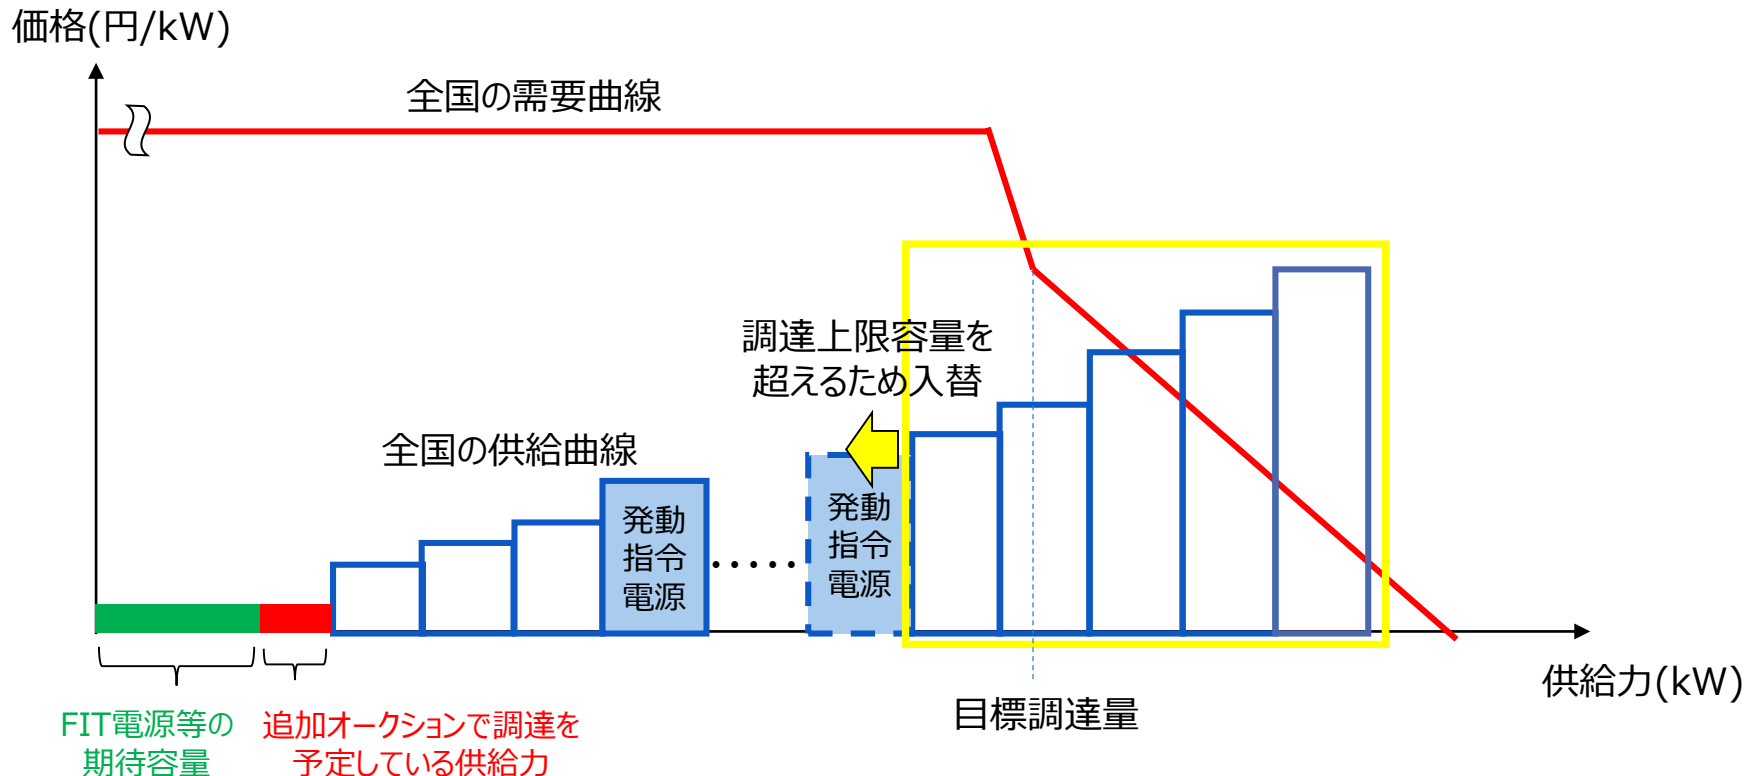 価格(円/kW)
全国の需要曲線
調達上限容量を
超えるため入替
全国の供給曲線
発動
指令
電源
・・・・・
発動
指令
電源
供給力(kW)
目標調達量
FIT電源等の
期待容量
追加オークションで調達を
予定している供給力